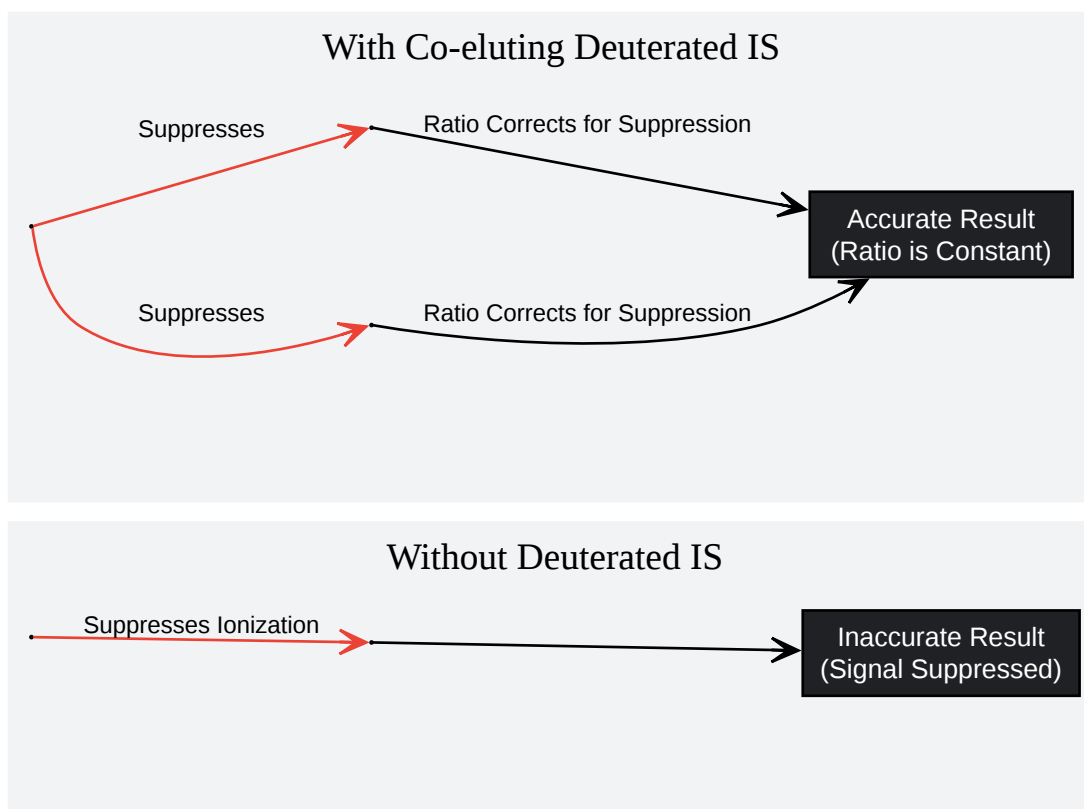 With Co-eluting Deuterated IS
Suppresses
Ratio Corrects for Suppression
Accurate Result
(Ratio is Constant)
Suppresses
Ratio Corrects for Suppression
Without Deuterated IS
Suppresses Ionization
Inaccurate Result
(Signal Suppressed)